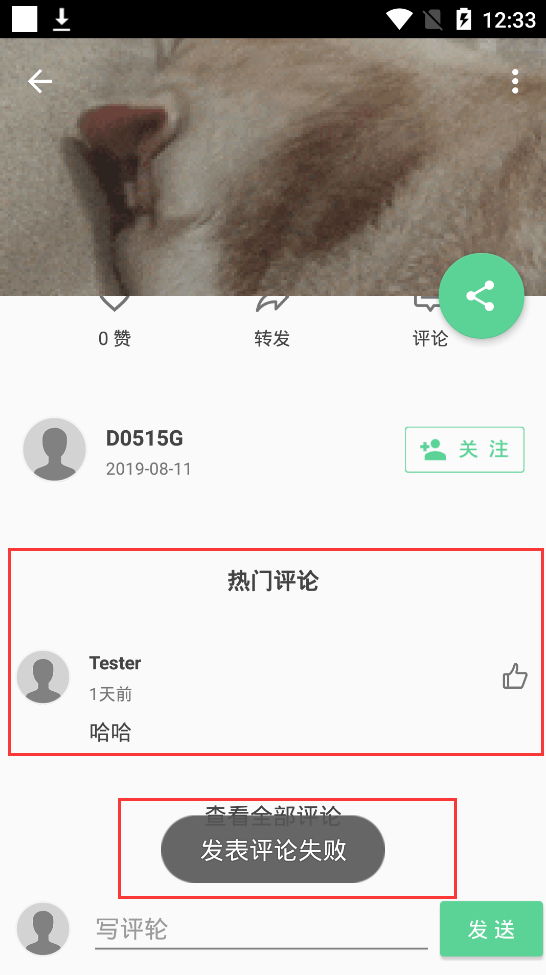 12:33
0 赞
转发
评论
D0515G
2019-08-11
关 注
热门评论
Tester
1天前
哈哈
查看全部评论
发表评论失败
写评轮
发 送